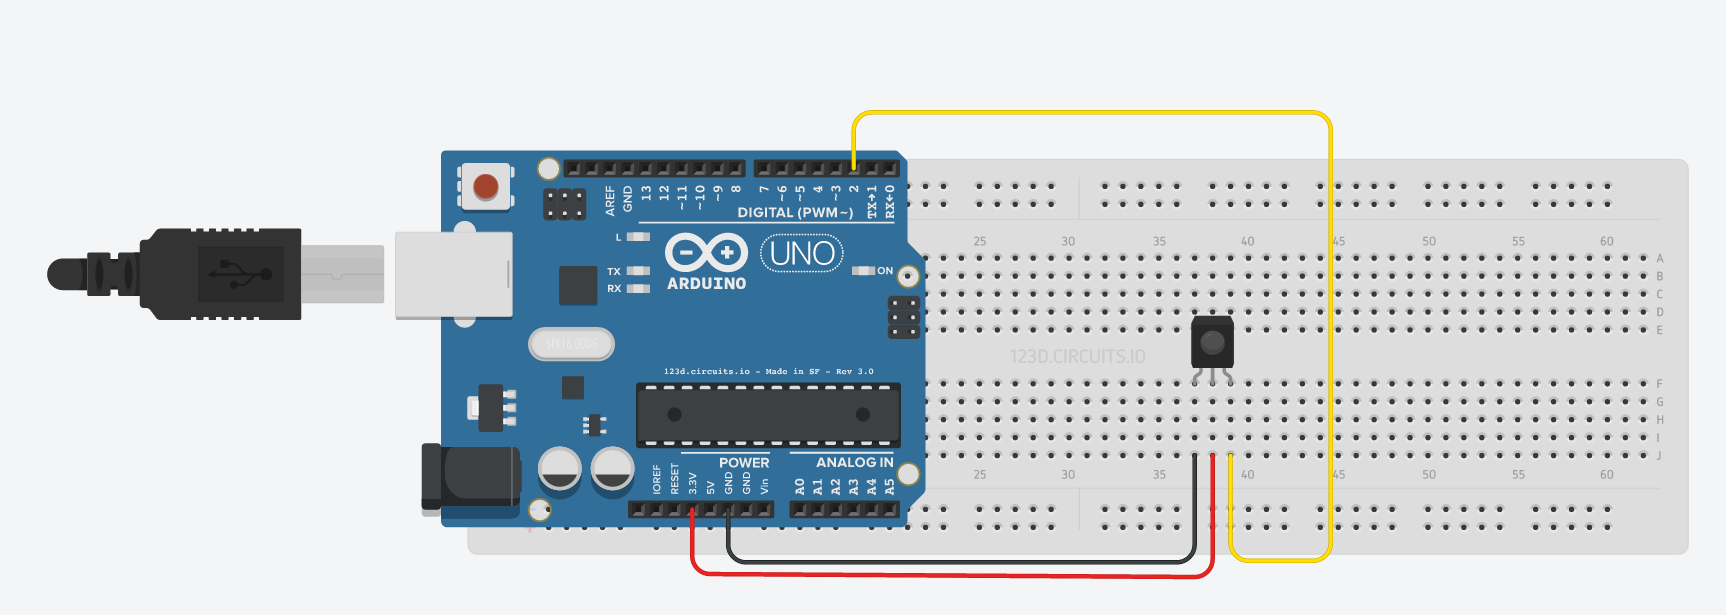 AREF
GND
13
12
~11
~10
~9
8
7
~6
~5
4
~3
2
TX→1
RX←0
DIGITAL (PWM~)
L
TX
RX
UNO
ARDUINO
ON
SPK16.000G
123d.circuits.io - Made in SF - Rev 3.0
POWER
ANALOG IN
IOREF
RESET
3.3V
5V
GND
GND
Vin
A0
A1
A2
A3
A4
A5
25 30 35 40 45 50 55 60
A
B
C
D
E
123D.CIRCUITS.IO
F
G
H
I
J
25 30 35 40 45 50 55 60